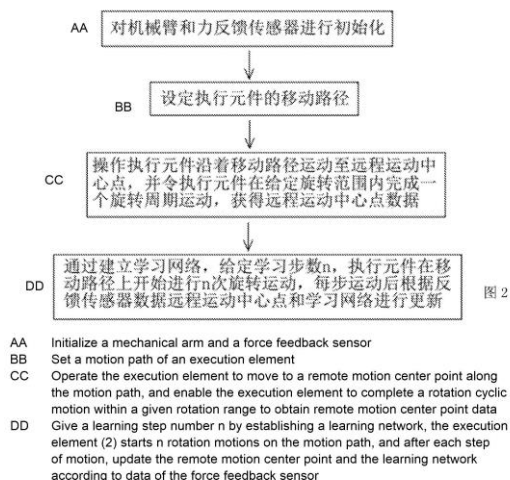 AA 对机械臂和力反馈传感器进行初始化
BB 设定执行元件的移动路径
操作执行元件沿着移动路径运动至远程运动中
CC 心点，并令执行元件在给定旋转范围内完成一
个旋转周期运动，获得远程运动中心点数据
通过建立学习网络，给定学习步数n，执行元件在移
DD 动路径上开始进行n次旋转运动，每步运动后根据反
馈传感器数据远程运动中心点和学习网络进行更新
图 2
AA Initialize a mechanical arm and a force feedback sensor
BB Set a motion path of an execution element
CC Operate the execution element to move to a remote motion center point along
the motion path, and enable the execution element to complete a rotation cyclic
motion within a given rotation range to obtain remote motion center point data
DD Give a learning step number n by establishing a learning network, the execution
element (2) starts n rotation motions on the motion path, and after each step
of motion, update the remote motion center point and the learning network
according to data of the force feedback sensor